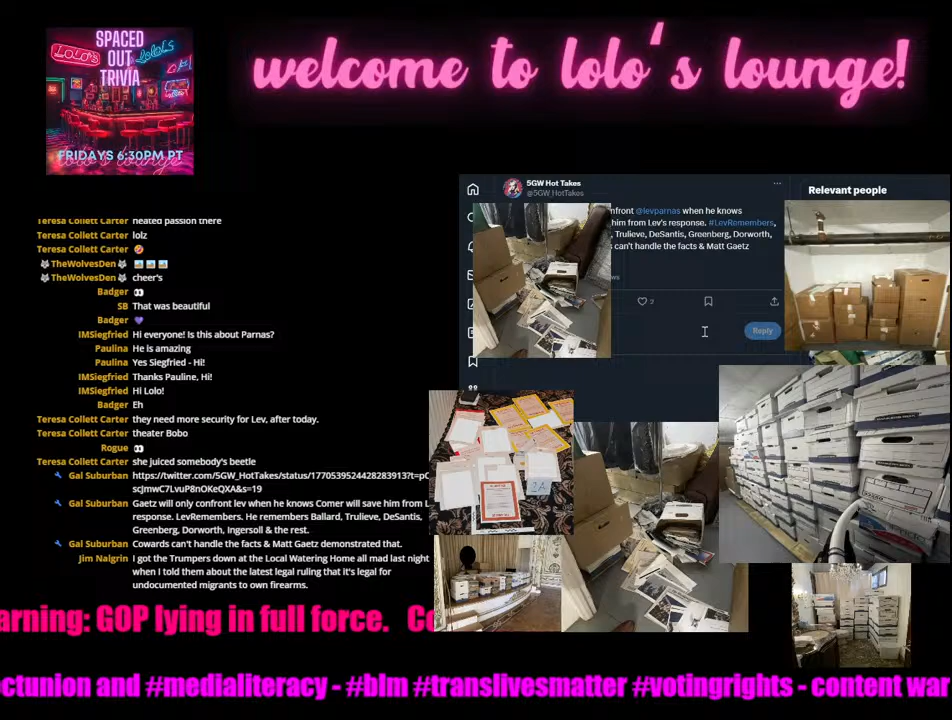 SPACED
OUT
TRIVIA
LOLO'S
FRIDAYS 6:30PM PT
lolo's lounge
welcome to lolo's lounge!
Teresa Collett Carter heated passion there
Teresa Collett Carter lolz
Teresa Collett Carter 🤣
🐺TheWolvesDen🐺
🐺TheWolvesDen🐺 cheer's
Badger 👀
SB That was beautiful
Badger 💜
IMSiegfried Hi everyone! Is this about Parnas?
Paulina He is amazing
Paulina Yes Siegfried - Hi!
IMSiegfried Thanks Pauline, Hi!
IMSiegfried Hi Lolo!
Badger Eh
Teresa Collett Carter they need more security for Lev, after today.
Teresa Collett Carter theater Bobo
Rogue 👀
Teresa Collett Carter she juiced somebody's beetle
Gal Suburban https://twitter.com/5GW_HotTakes/status/1770539524428283913?t=pC
scJmwC7LvuP8nOKeQXA&s=19
Gal Suburban Gaetz will only confront lev when he knows Comer will save him from L
response. LevRemembers. He remembers Ballard, Trulieve, DeSantis,
Greenberg, Dorworth, Ingersoll & the rest.
Gal Suburban Cowards can't handle the facts & Matt Gaetz demonstrated that.
Jim Nalgrin I got the Trumpers down at the Local Watering Home all mad last night
when I told them about the latest legal ruling that it's legal for
undocumented migrants to own firearms.
5GW Hot Takes
@5GW_HotTakes
nfront @levparnas when he knows
him from Lev's response. #LevRemembers,
, Trulieve, DeSantis, Greenberg, Dorworth,
s can't handle the facts & Matt Gaetz
ws
Reply
Relevant people
2A
arning: GOP lying in full force. Co
ctunion and #medialiteracy - #blm #translivesmatter #votingrights - content war